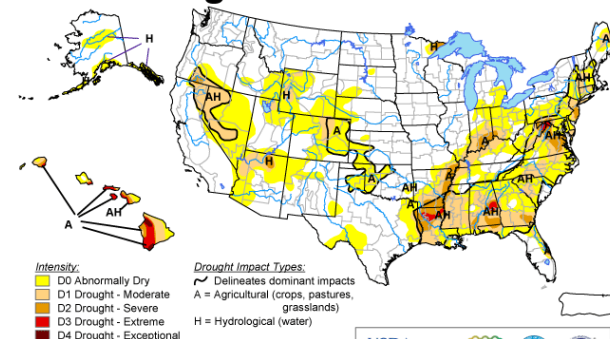 H
A
AH
AH
H
A
H
A
AH
A
AH
A
A
AH
AH
AH
AH
A
H
A
AH
Intensity:
D0 Abnormally Dry
D1 Drought - Moderate
D2 Drought - Severe
D3 Drought - Extreme
D4 Drought - Exceptional
Drought Impact Types:
Delineates dominant impacts
A = Agricultural (crops, pastures,
grasslands)
H = Hydrological (water)